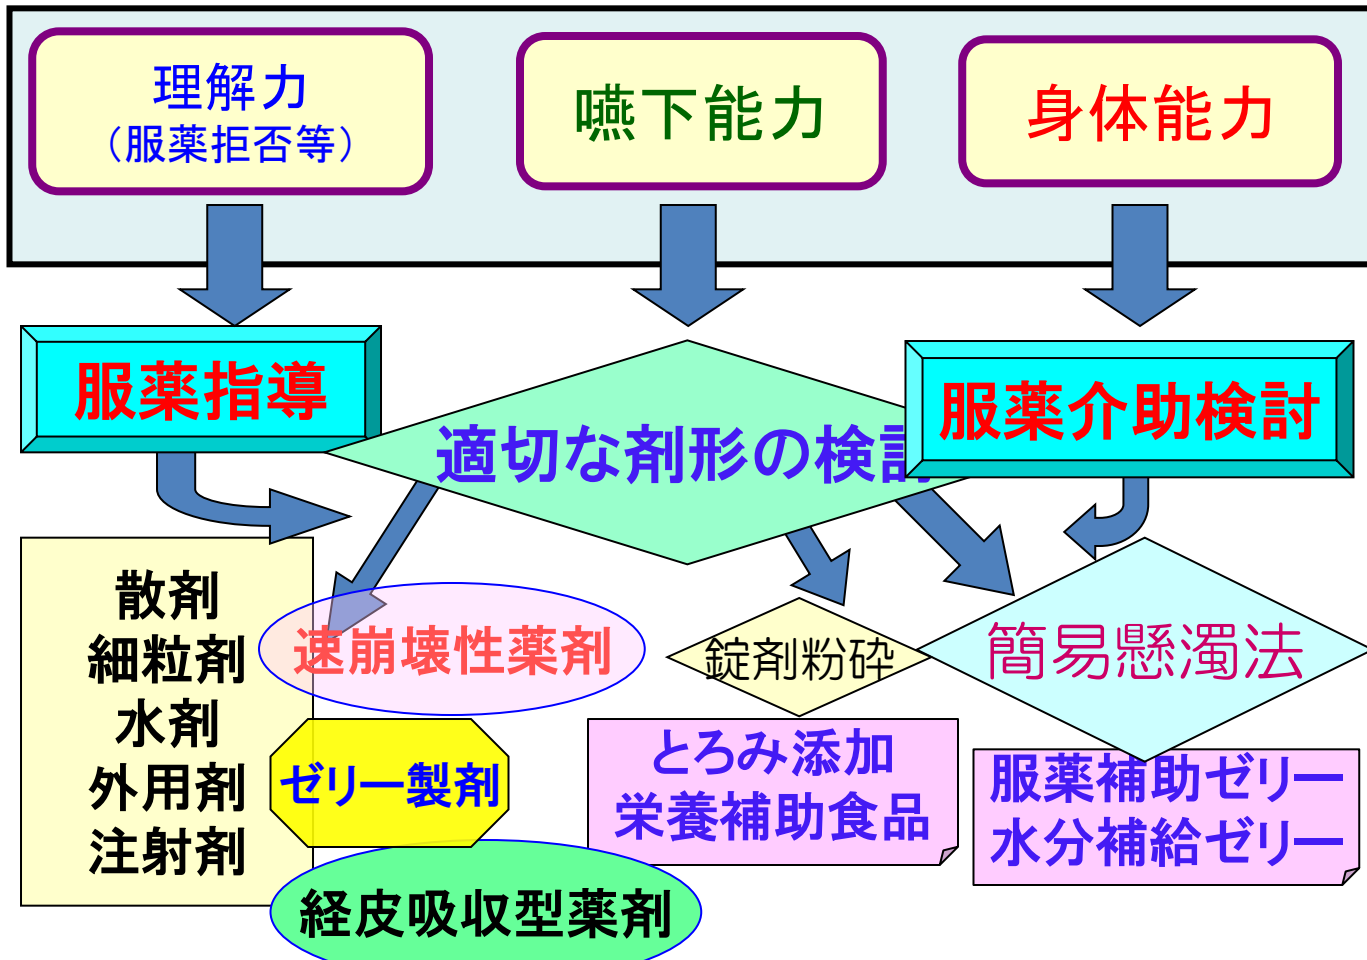 理解力
（服薬拒否等）
嚥下能力
身体能力
服薬指導
適切な剤形の検討
服薬介助検討
散剤
細粒剤
水剤
外用剤
注射剤
速崩壊性薬剤
ゼリー製剤
経皮吸収型薬剤
錠剤粉砕
とろみ添加
栄養補助食品
簡易懸濁法
服薬補助ゼリー
水分補給ゼリー